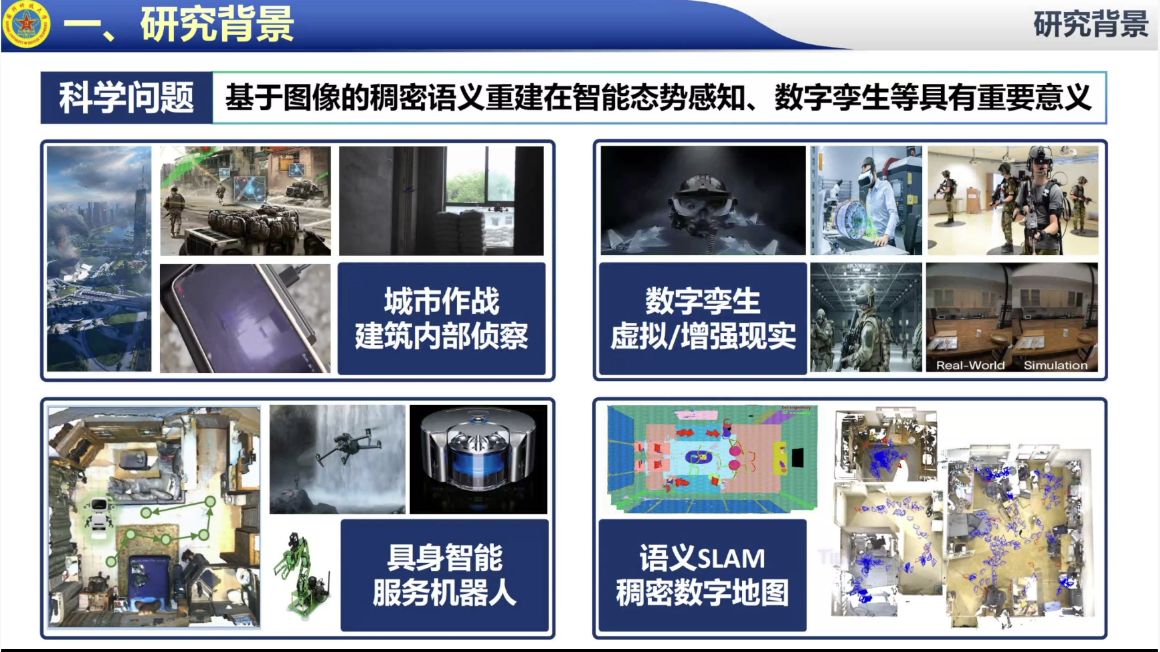 一、研究背景
研究背景
科学问题
基于图像的稠密语义重建在智能态势感知、数字孪生等具有重要意义
城市作战
建筑内部侦察
数字孪生
虚拟/增强现实
Real-World
Simulation
具身智能
服务机器人
语义SLAM
稠密数字地图